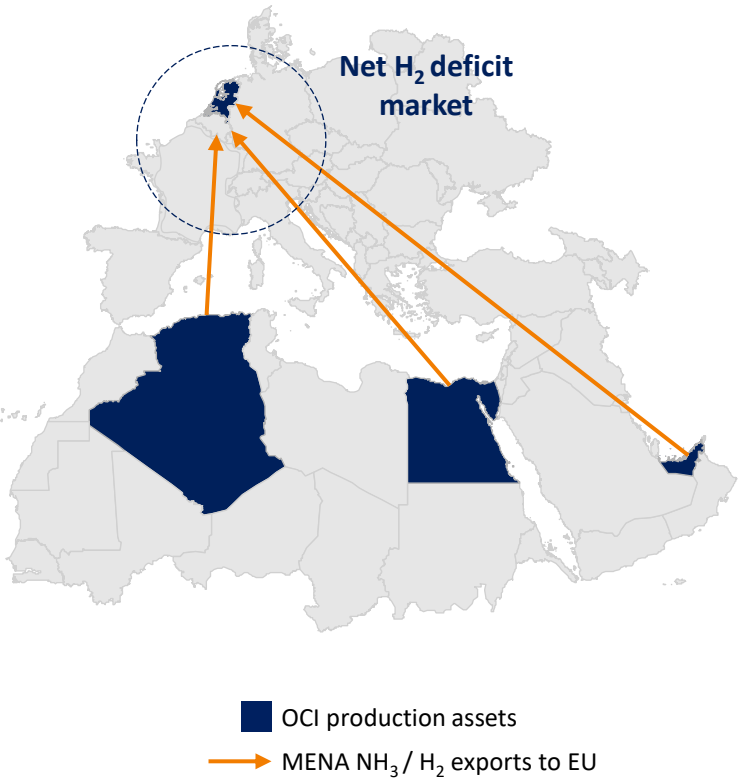 Net H₂ deficit
market
OCI production assets
MENA NH₃ / H₂ exports to EU